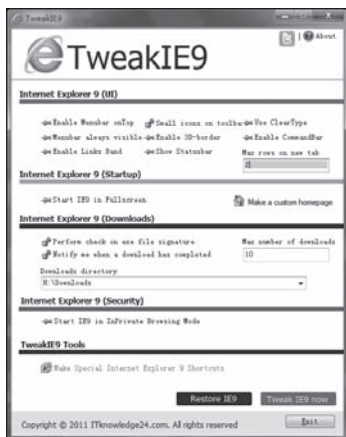 TweakIE9
About
TweakIE9
Internet Explorer 9 (UI)
Enable Menubar onTop Small icons on toolbar Use ClearType
Menubar always visible Enable 3D-border Enable CommandBar
Enable Links Band Show Statusbar Max rows on new tab
Internet Explorer 9 (Startup)
Start IE9 in Fullscreen Make a custom homepage
Internet Explorer 9 (Downloads)
Perform check on exe file signature Max number of downloads
Notify me when a download has completed 10
Downloads directory
H:\Downloads
Internet Explorer 9 (Security)
Start IE9 in InPrivate Browsing Mode
TweakIE9 Tools
Make Special Internet Explorer 9 Shortcuts
Restore IE9 Tweak IE9 now
Copyright © 2011 ITknowledge24.com. All rights reserved Exit